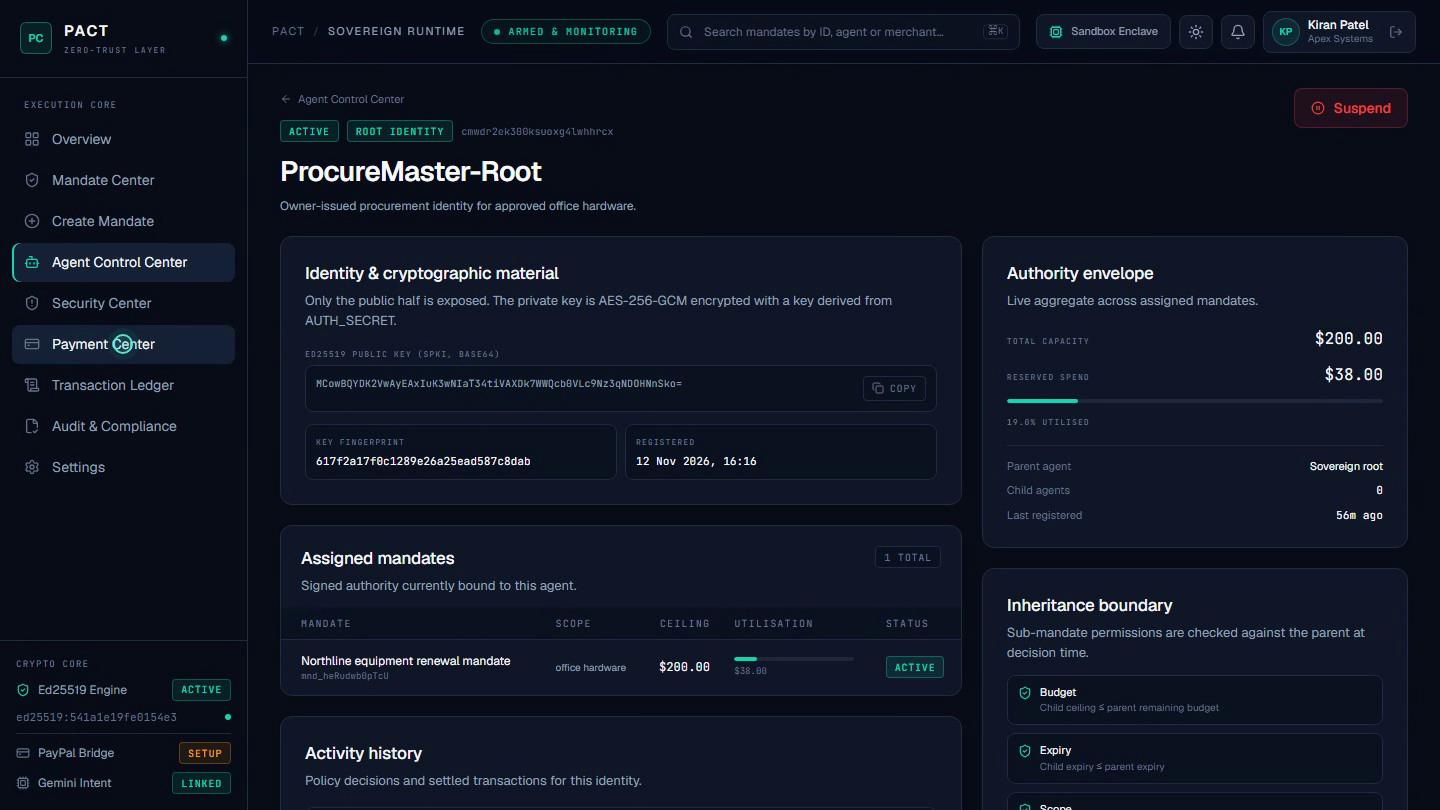 PC
PACT
ZERO-TRUST LAYER
EXECUTION CORE
Overview
Mandate Center
Create Mandate
Agent Control Center
Security Center
Payment Center
Transaction Ledger
Audit & Compliance
Settings
CRYPTO CORE
Ed25519 Engine
ACTIVE
ed25519:541a1e19fe0154e3
PayPal Bridge
SETUP
Gemini Intent
LINKED
PACT / SOVEREIGN RUNTIME
ARMED & MONITORING
Search mandates by ID, agent or merchant...
⌘K
Sandbox Enclave
KP
Kiran Patel
Apex Systems
Agent Control Center
ACTIVE
ROOT IDENTITY
cmwdr2ek300ksuoxg4lwhhrcx
Suspend
ProcureMaster-Root
Owner-issued procurement identity for approved office hardware.
Identity & cryptographic material
Only the public half is exposed. The private key is AES-256-GCM encrypted with a key derived from
AUTH_SECRET.
ED25519 PUBLIC KEY (SPKI, BASE64)
MCowBQYDK2VwAyEAxIuK3wNIaT34tiVAXDk7WWQcb0VLc9Nz3qNDOHNnSko=
COPY
KEY FINGERPRINT
617f2a17f0c1289e26a25ead587c8dab
REGISTERED
12 Nov 2026, 16:16
Assigned mandates
1 TOTAL
Signed authority currently bound to this agent.
MANDATE SCOPE CEILING UTILISATION STATUS
Northline equipment renewal mandate
mnd_heRudwb0pTcU
office hardware
$200.00
$38.00
ACTIVE
Activity history
Policy decisions and settled transactions for this identity.
Authority envelope
Live aggregate across assigned mandates.
TOTAL CAPACITY $200.00
RESERVED SPEND $38.00
19.0% UTILISED
Parent agent Sovereign root
Child agents 0
Last registered 56m ago
Inheritance boundary
Sub-mandate permissions are checked against the parent at
decision time.
Budget
Child ceiling ≤ parent remaining budget
Expiry
Child expiry ≤ parent expiry
Scope